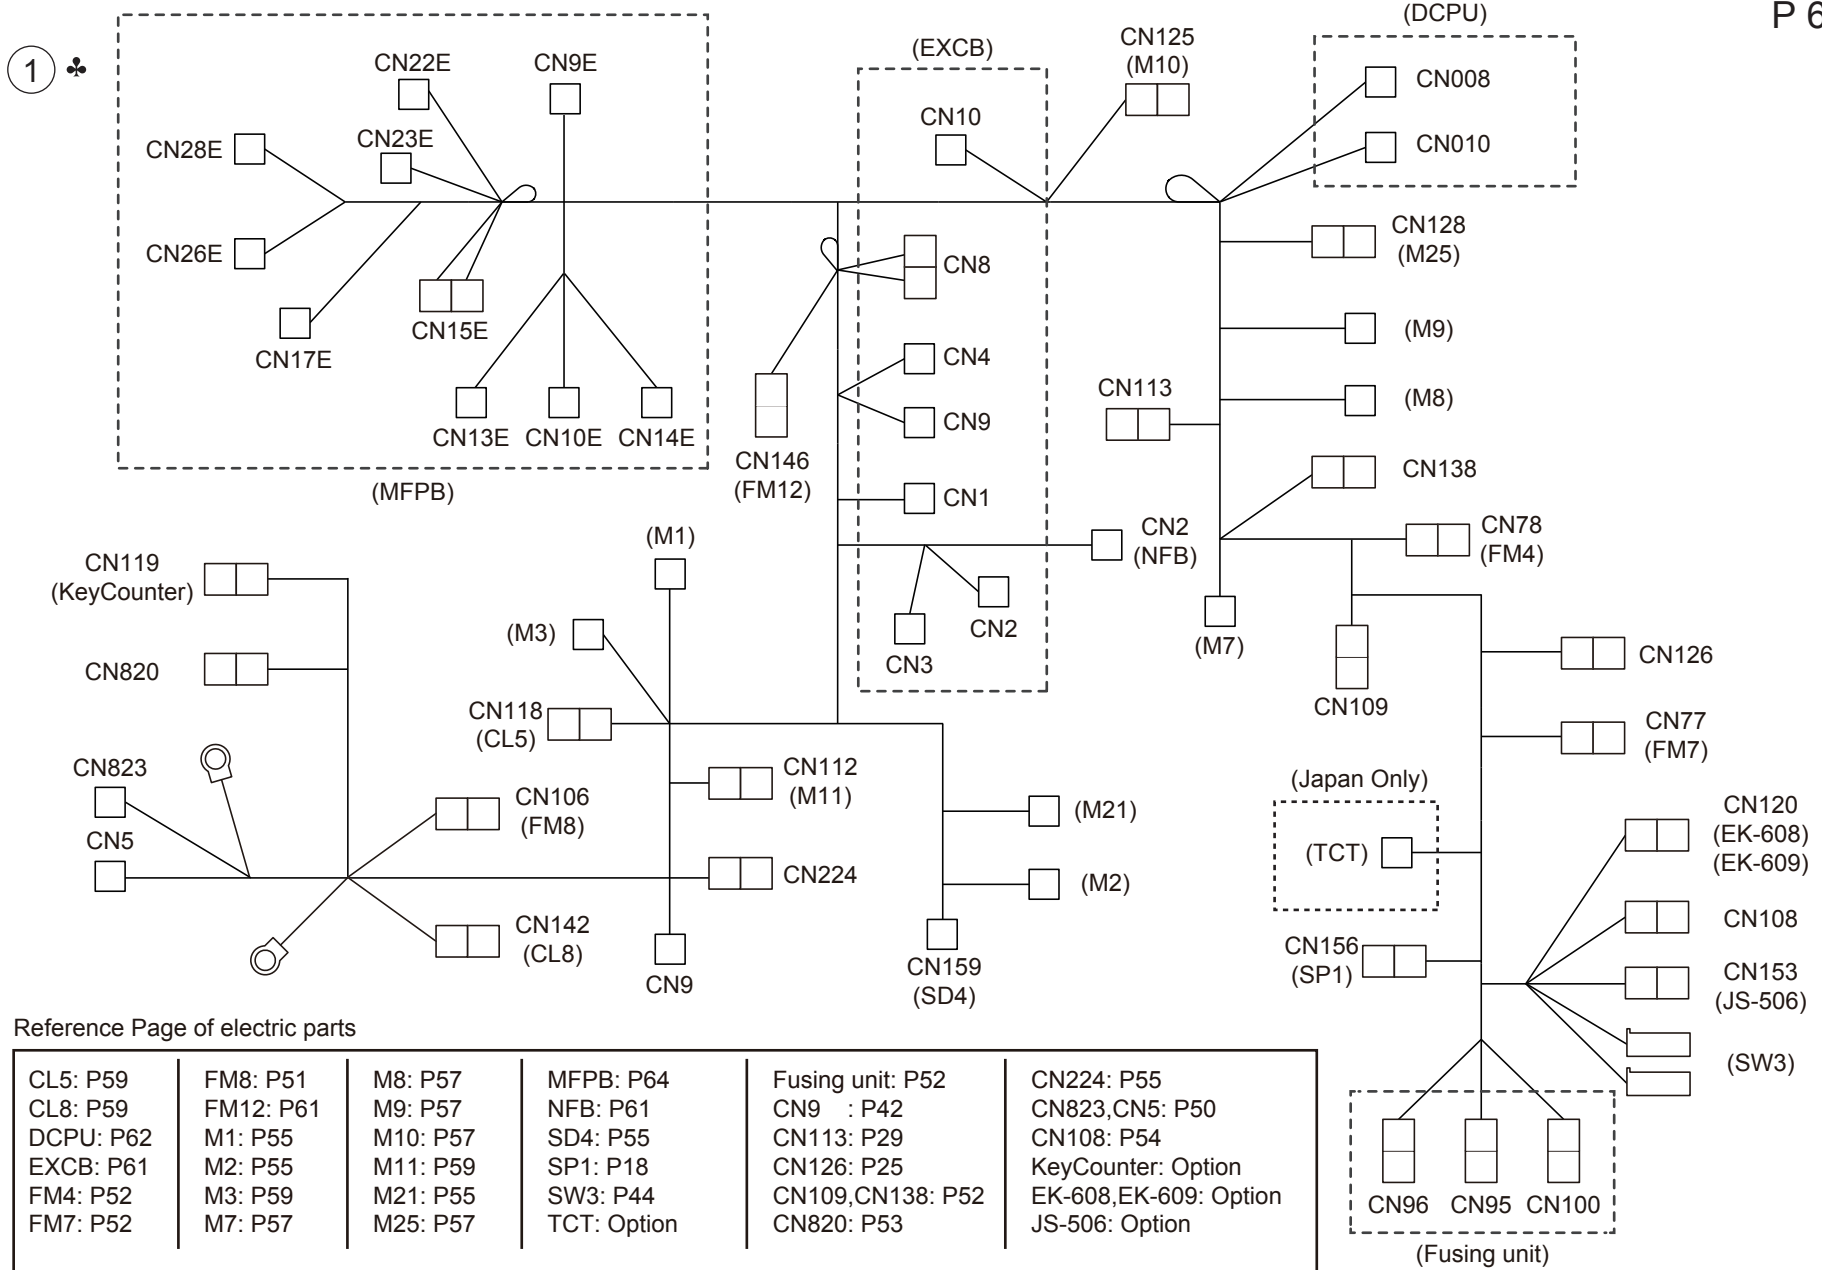 P 6
1 ♣
(DCPU)
(EXCB)
CN125
(M10)
CN22E
CN9E
CN008
CN10
CN23E
CN28E
CN010
CN26E
CN128
(M25)
CN8
CN15E
CN17E
(M9)
CN4
CN113
(M8)
CN9
CN13E CN10E CN14E
CN146
(FM12)
CN138
(MFPB)
CN1
CN2
(NFB)
CN78
(FM4)
(M1)
CN119
(KeyCounter)
(M3)
CN2
CN3
(M7)
CN126
CN820
CN109
CN118
(CL5)
CN77
(FM7)
CN823
CN112
(M11)
(Japan Only)
CN106
(FM8)
(M21)
CN120
(EK-608)
(EK-609)
CN5
(TCT)
CN224
(M2)
CN108
CN142
(CL8)
CN156
(SP1)
CN9
CN159
(SD4)
CN153
(JS-506)
(SW3)
CN96 CN95 CN100
(Fusing unit)
Reference Page of electric parts
CL5: P59
CL8: P59
DCPU: P62
EXCB: P61
FM4: P52
FM7: P52
FM8: P51
FM12: P61
M1: P55
M2: P55
M3: P59
M7: P57
M8: P57
M9: P57
M10: P57
M11: P59
M21: P55
M25: P57
MFPB: P64
NFB: P61
SD4: P55
SP1: P18
SW3: P44
TCT: Option
Fusing unit: P52
CN9 : P42
CN113: P29
CN126: P25
CN109,CN138: P52
CN820: P53
CN224: P55
CN823,CN5: P50
CN108: P54
KeyCounter: Option
EK-608,EK-609: Option
JS-506: Option